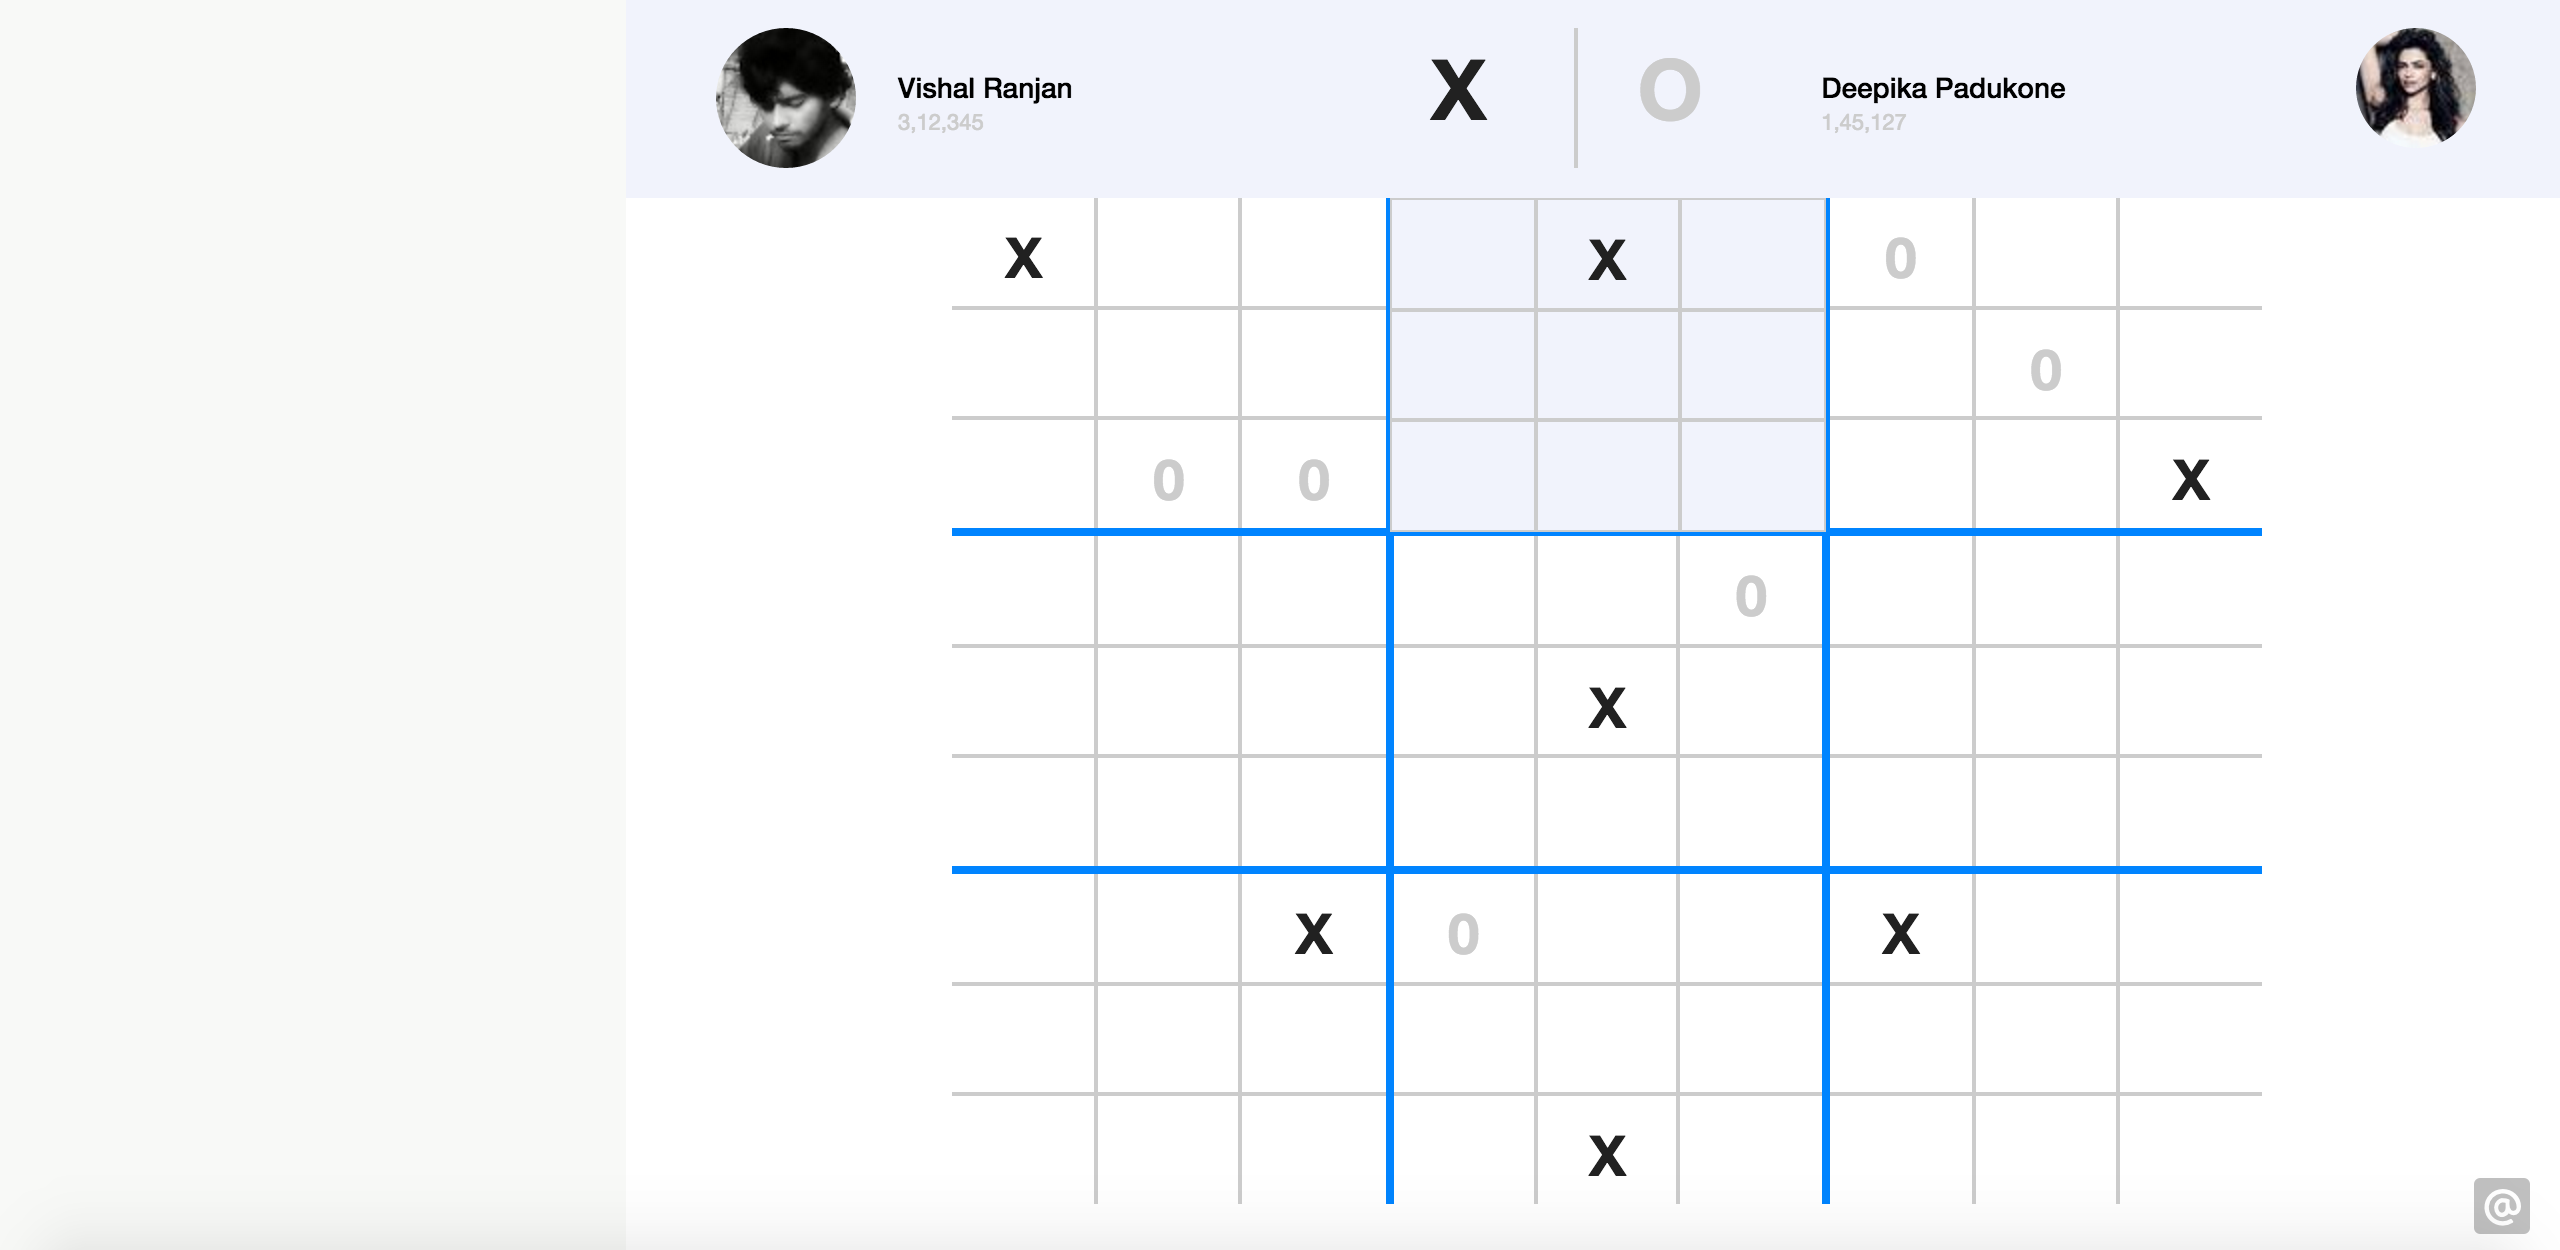 Vishal Ranjan
3,12,345
X
O
Deepika Padukone
1,45,127
X X 0
0
0 0 X
0
X
X 0 X
X
@